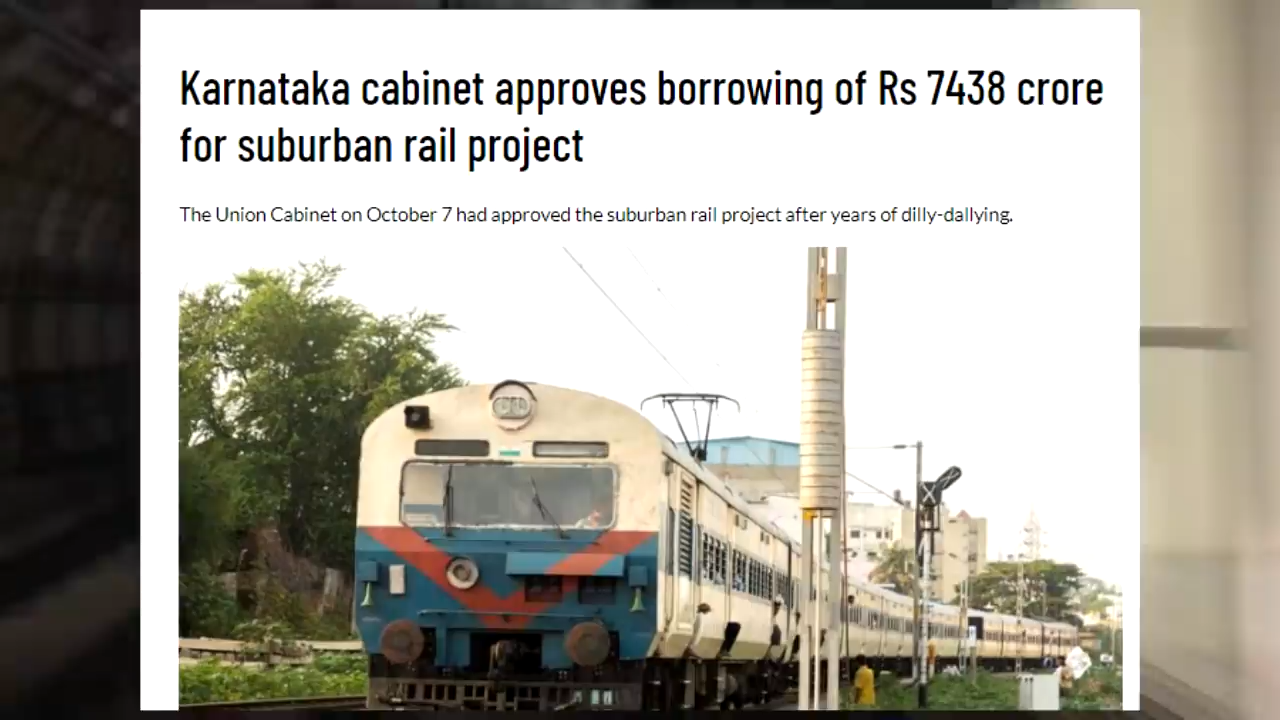 Karnataka cabinet approves borrowing of Rs 7438 crore
for suburban rail project
The Union Cabinet on October 7 had approved the suburban rail project after years of dilly-dallying.